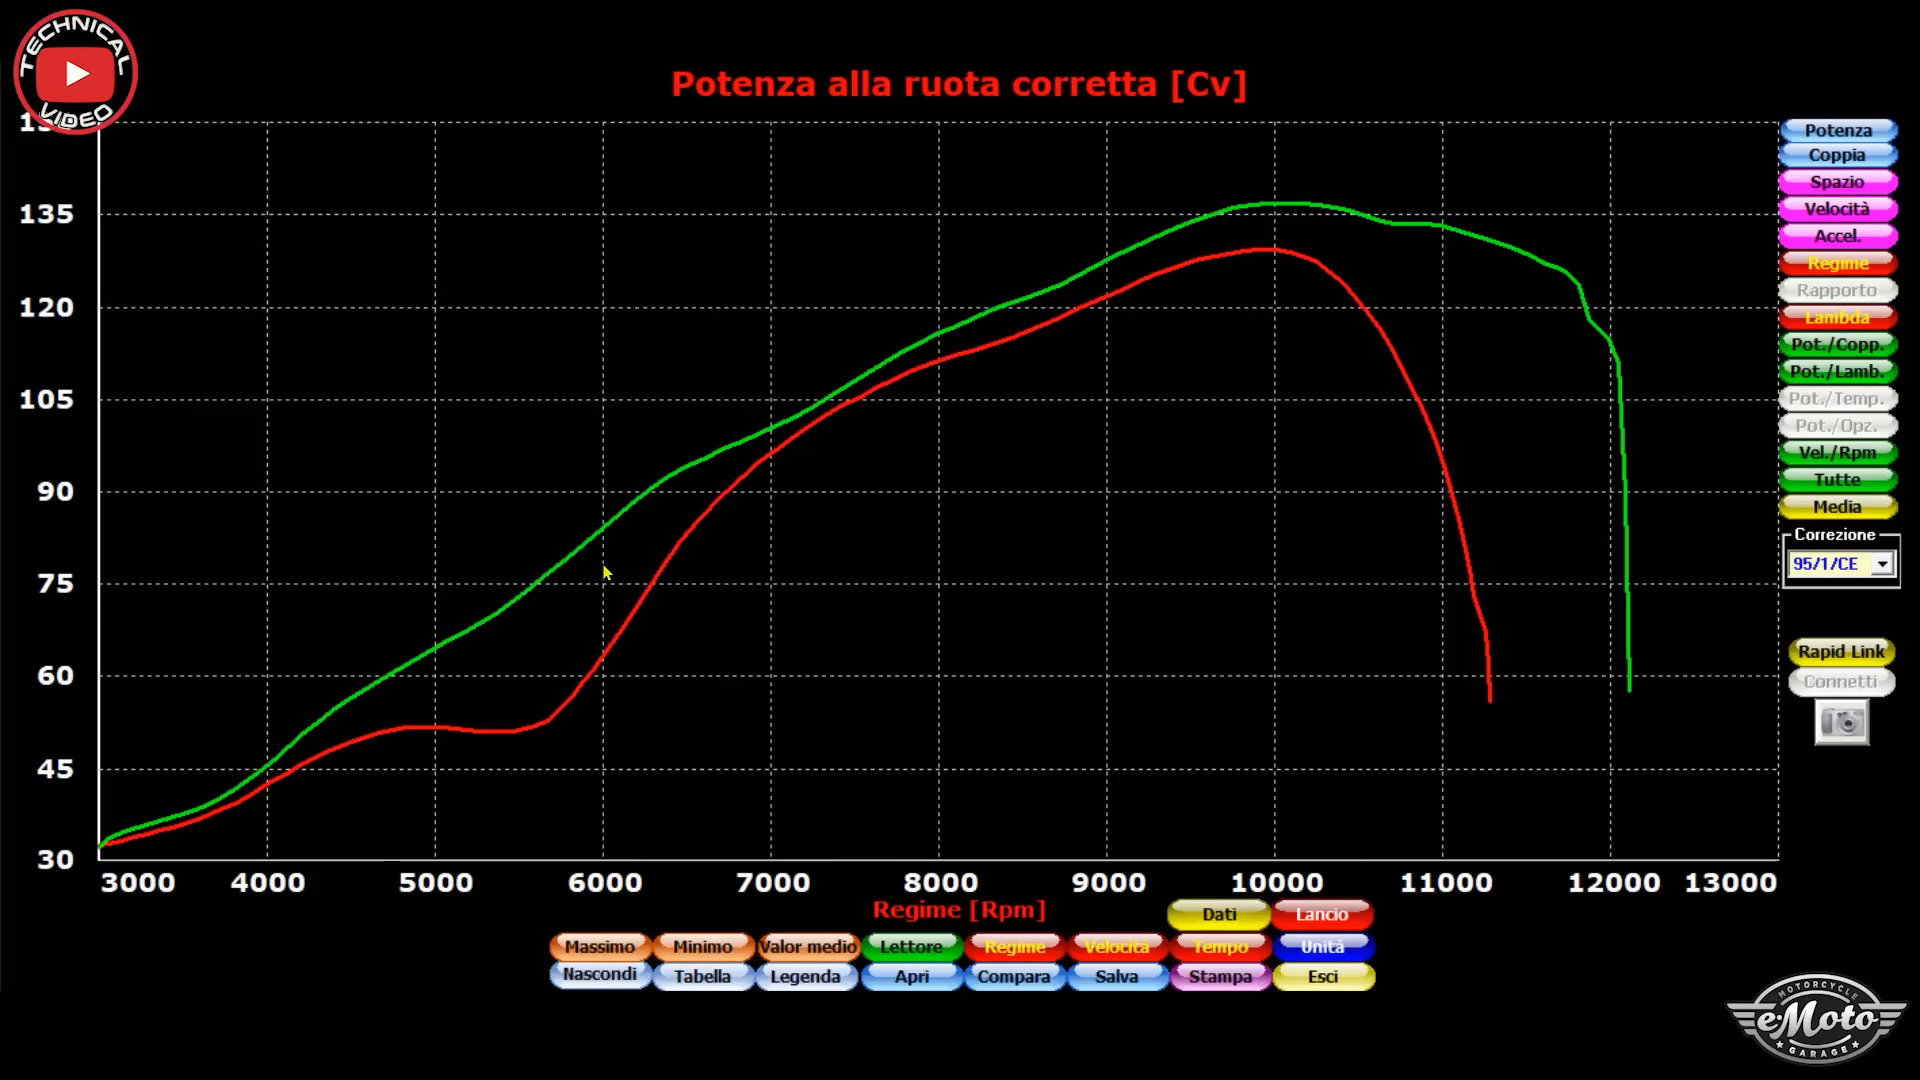 TECHNICAL
VIDEO
Potenza alla ruota corretta [Cv]
135
120
105
90
75
60
45
30
3000 4000 5000 6000 7000 8000 9000 10000 11000 12000 13000
Regime [Rpm]
Potenza
Coppia
Spazio
Velocità
Accel.
Regime
Rapporto
Lambda
Pot./Copp.
Pot./Lamb.
Pot./Temp.
Pot./Opz.
Vel./Rpm
Tutte
Media
Correzione
95/1/CE
Rapid Link
Connetti
Dati Lancio
Massimo Minimo Valor medio Lettore Regime Velocità Tempo Unità
Nascondi Tabella Legenda Apri Compara Salva Stampa Esci
MOTORCYCLE
eMoto
GARAGE